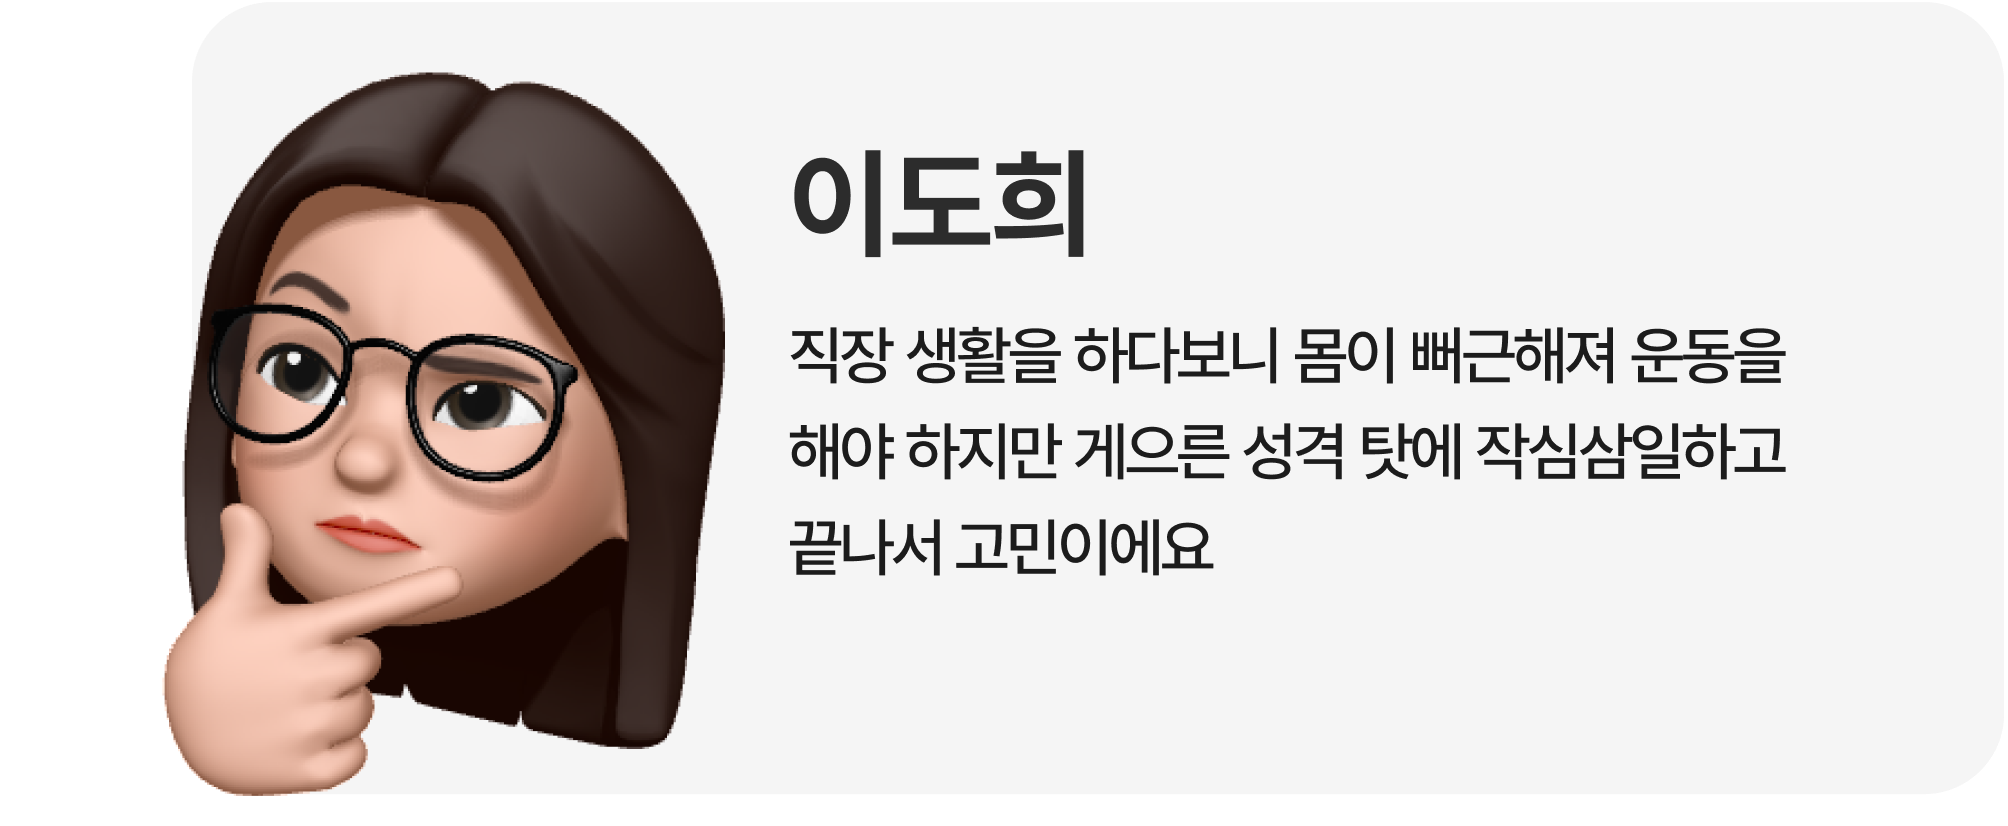 이도희
직장 생활을 하다보니 몸이 뻐근해져 운동을
해야 하지만 게으른 성격 탓에 작심삼일하고
끝나서 고민이에요